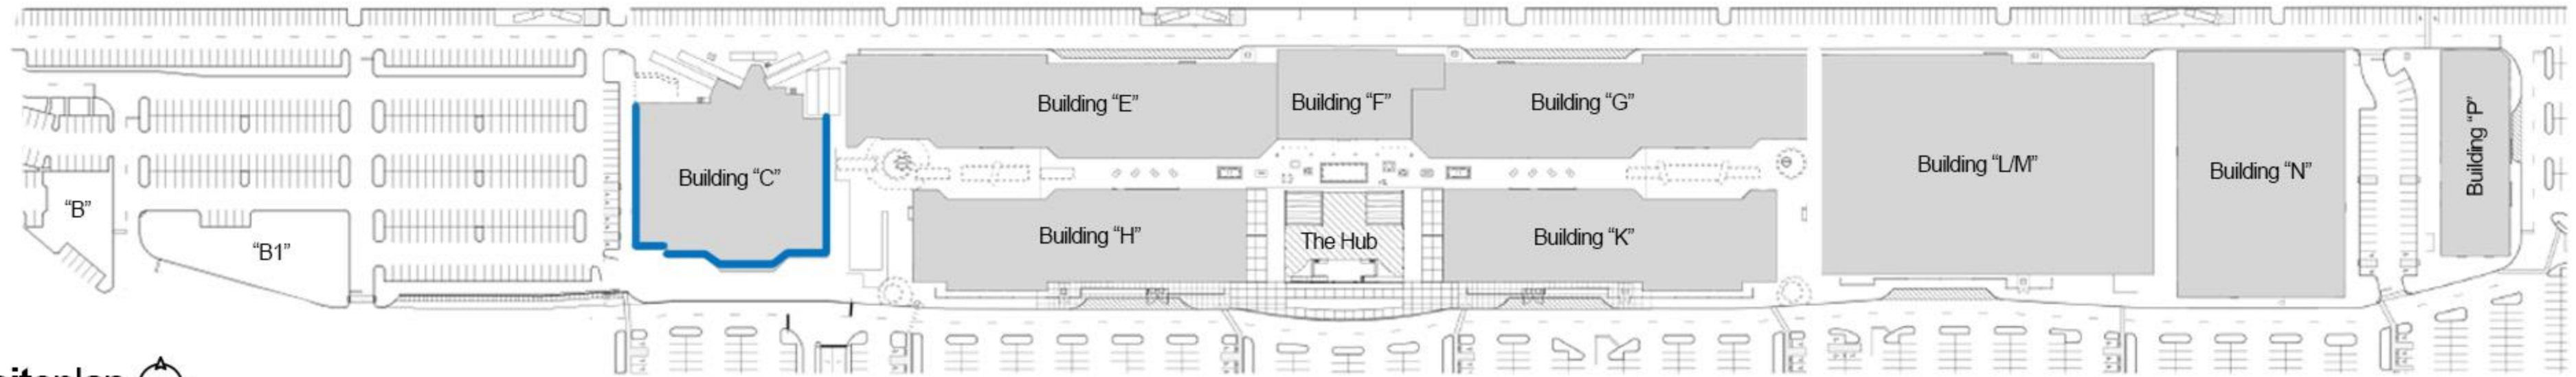 Building “E”
Building “F”
Building “G”
Building “P”
Building “L/M”
Building “N”
Building “C”
“B”
Building “H”
Building “K”
The Hub
“B1”